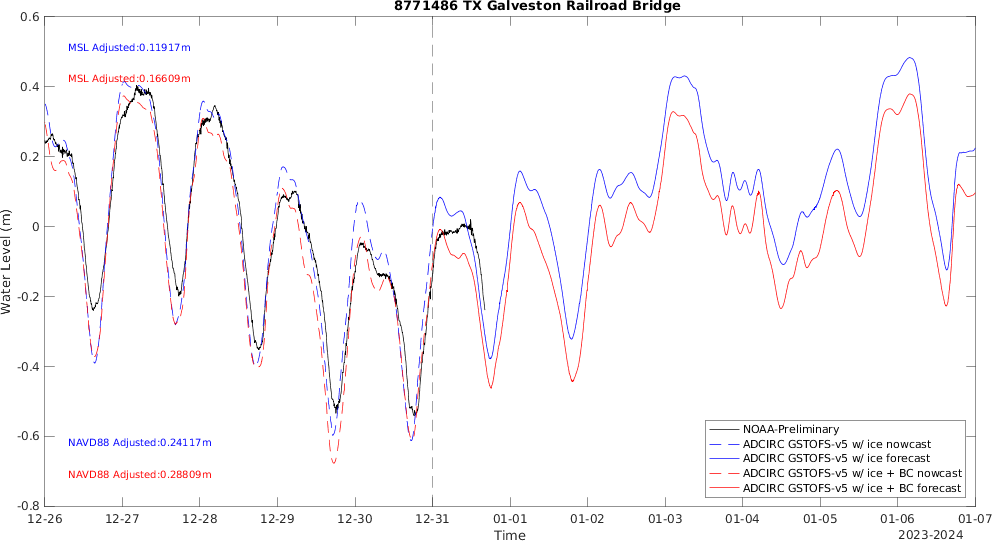 8771486 TX Galveston Railroad Bridge
0.6
0.4
0.2
0
-0.2
-0.4
-0.6
-0.8
Water Level (m)
MSL Adjusted:0.11917m
MSL Adjusted:0.16609m
NAVD88 Adjusted:0.24117m
NAVD88 Adjusted:0.28809m
NOAA-Preliminary
ADCIRC GSTOFS-v5 w/ ice nowcast
ADCIRC GSTOFS-v5 w/ ice forecast
ADCIRC GSTOFS-v5 w/ ice + BC nowcast
ADCIRC GSTOFS-v5 w/ ice + BC forecast
12-26 12-27 12-28 12-29 12-30 12-31 01-01 01-02 01-03 01-04 01-05 01-06 01-07
Time
2023-2024